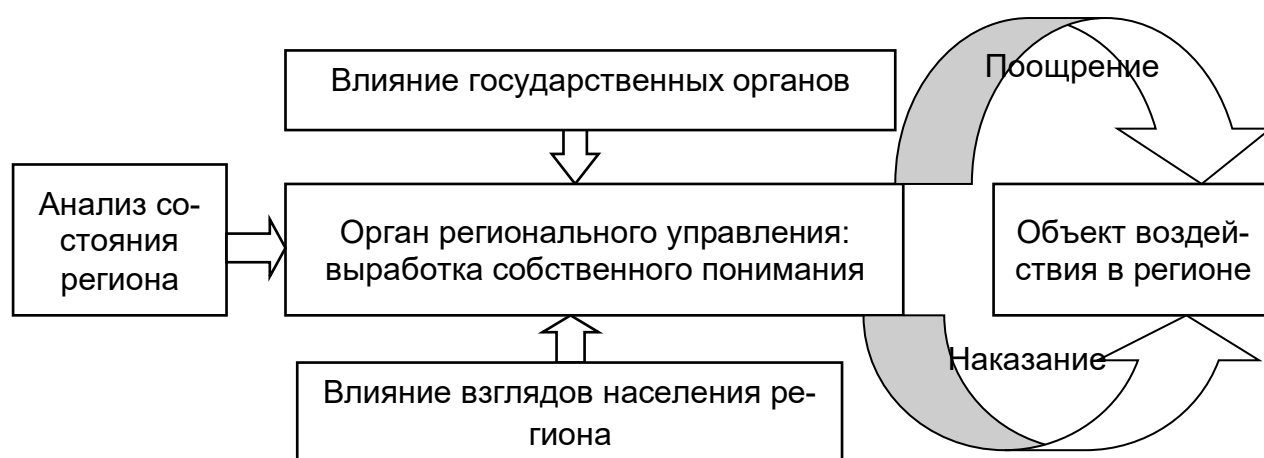 Влияние государственных органов
Поощрение
Анализ со-
стояния
региона
Орган регионального управления:
выработка собственного понимания
Объект воздей-
ствия в регионе
Наказание
Влияние взглядов населения ре-
гиона